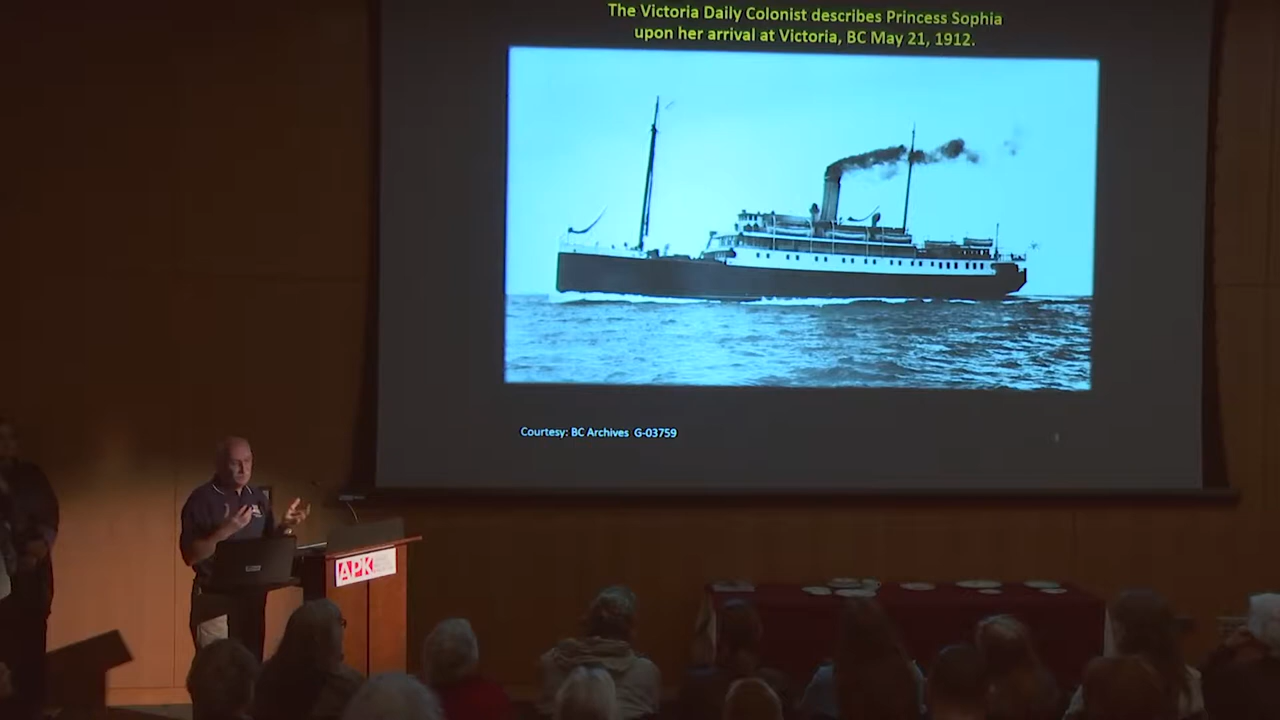 The Victoria Daily Colonist describes Princess Sophia
upon her arrival at Victoria, BC May 21, 1912.
Courtesy: BC Archives G-03759
APK